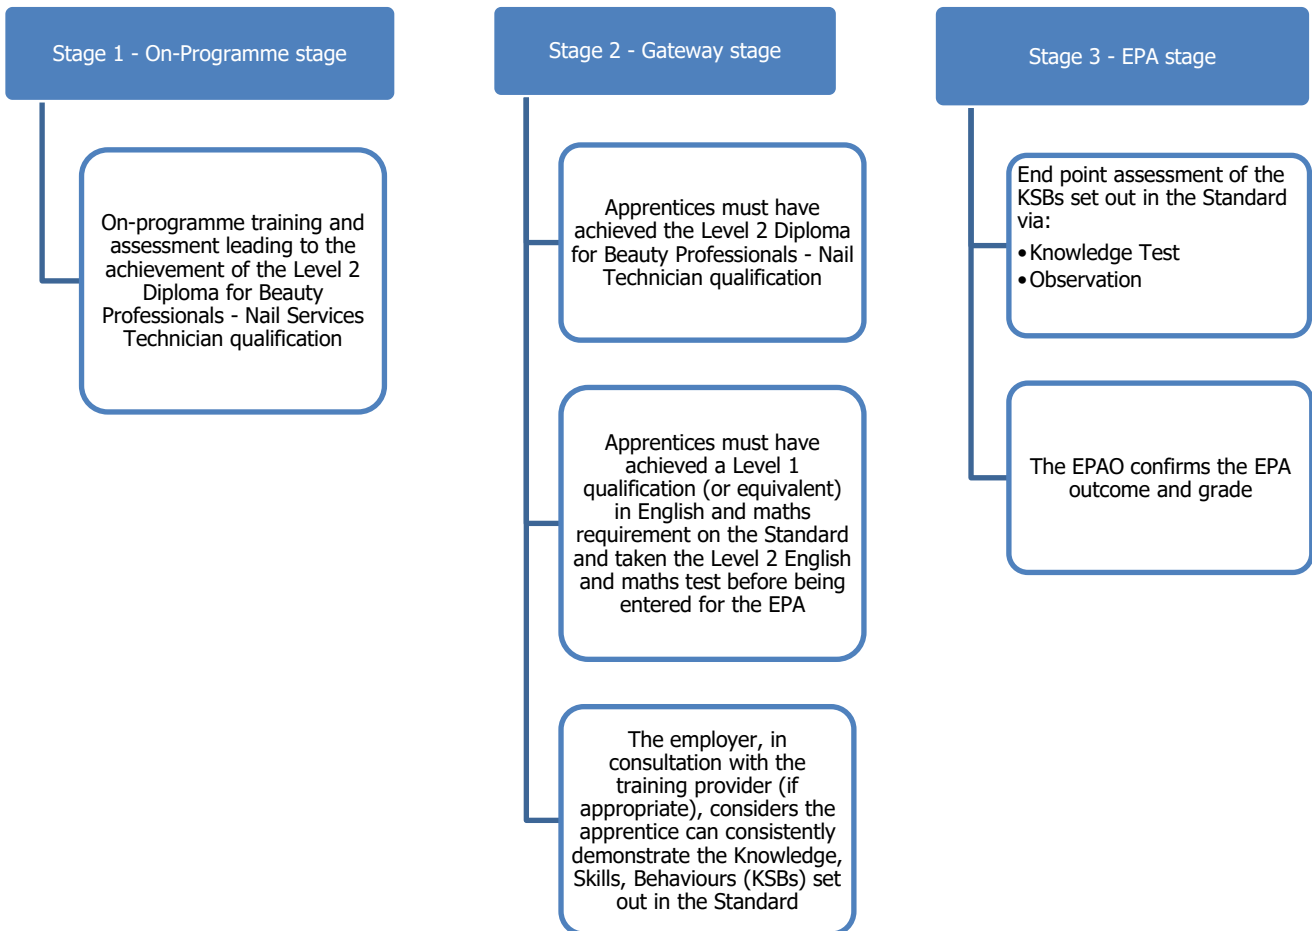 Stage 1 - On-Programme stage
On-programme training and
assessment leading to the
achievement of the Level 2
Diploma for Beauty
Professionals - Nail Services
Technician qualification
Stage 2 - Gateway stage
Apprentices must have
achieved the Level 2 Diploma
for Beauty Professionals - Nail
Technician qualification
Apprentices must have
achieved a Level 1
qualification (or equivalent)
in English and maths
requirement on the Standard
and taken the Level 2 English
and maths test before being
entered for the EPA
The employer, in
consultation with the
training provider (if
appropriate), considers the
apprentice can consistently
demonstrate the Knowledge,
Skills, Behaviours (KSBs) set
out in the Standard
Stage 3 - EPA stage
End point assessment of the
KSBs set out in the Standard
via:
•Knowledge Test
•Observation
The EPAO confirms the EPA
outcome and grade